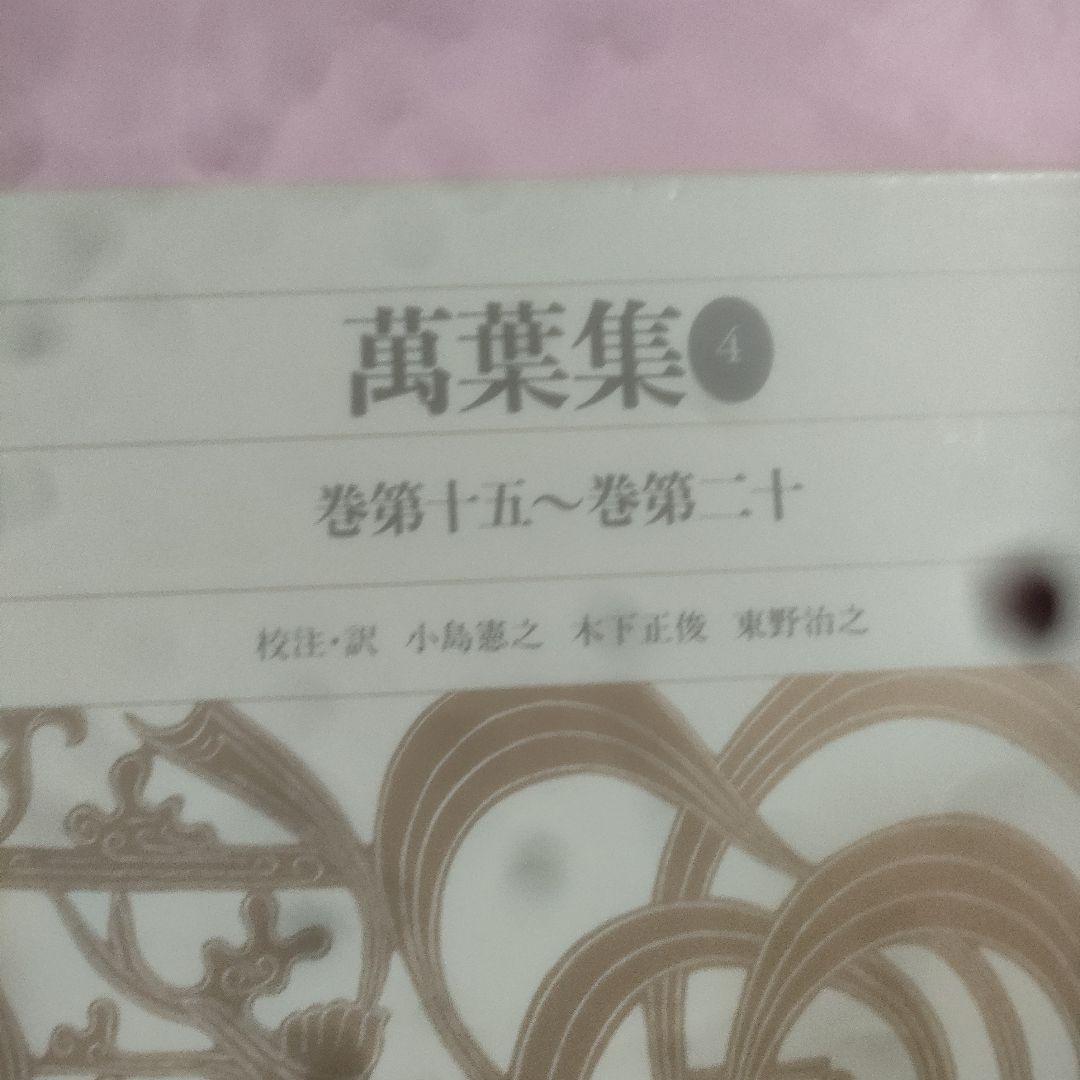 萬葉集 4
巻第十五〜巻第二十
校注・訳 小島憲之 木下正俊 東野治之